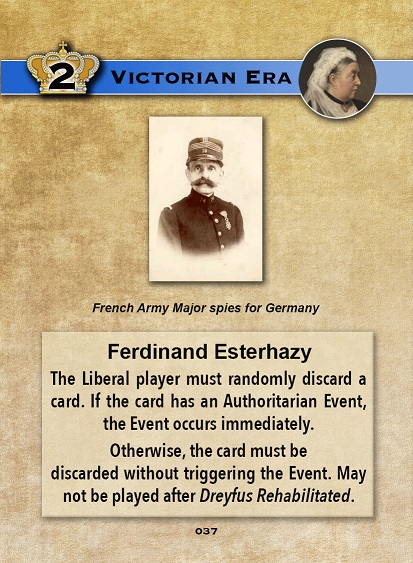 2 VICTORIAN ERA
French Army Major spies for Germany
Ferdinand Esterhazy
The Liberal player must randomly discard a
card. If the card has an Authoritarian Event,
the Event occurs immediately.
Otherwise, the card must be
discarded without triggering the Event. May
not be played after Dreyfus Rehabilitated.
037